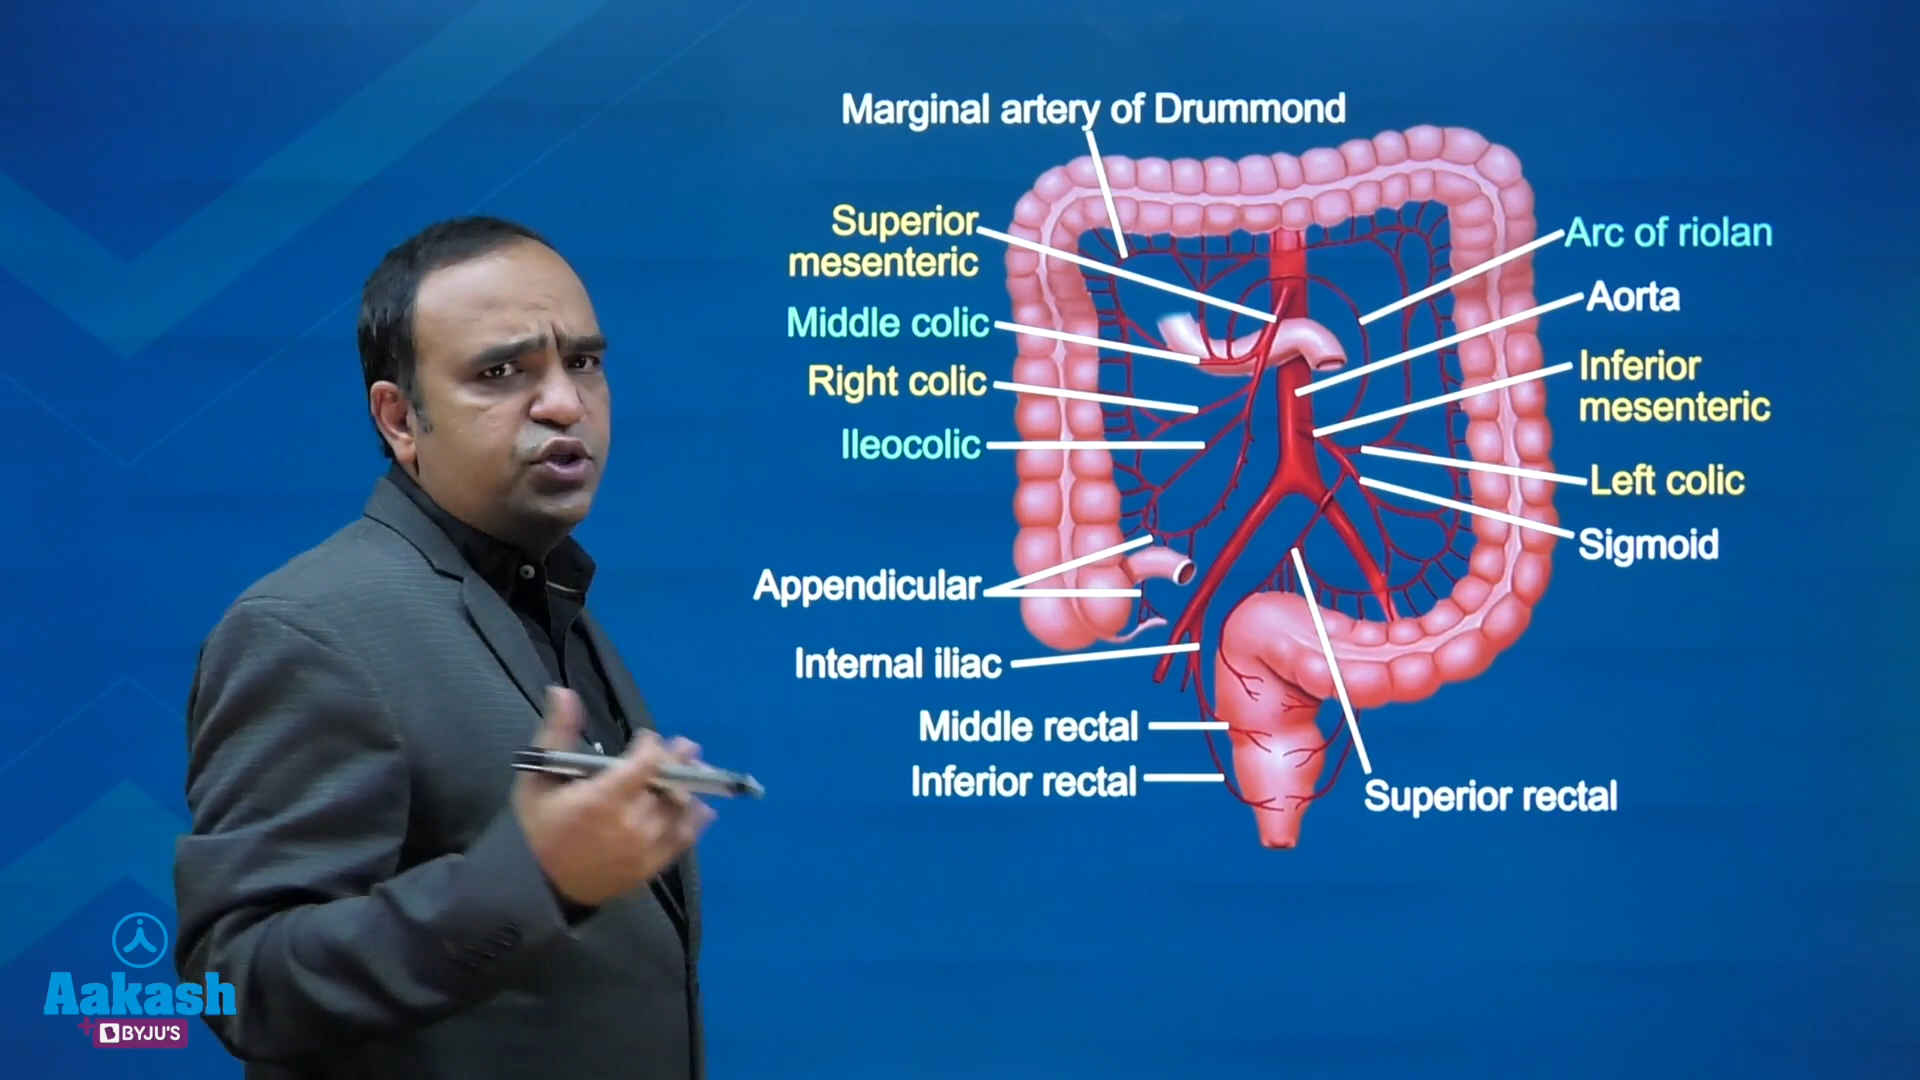 Marginal artery of Drummond
Superior
mesenteric
Middle colic
Right colic
Ileocolic
Appendicular
Internal iliac
Middle rectal
Inferior rectal
Arc of riolan
Aorta
Inferior
mesenteric
Left colic
Sigmoid
Superior rectal
Aakash
+ BYJU'S